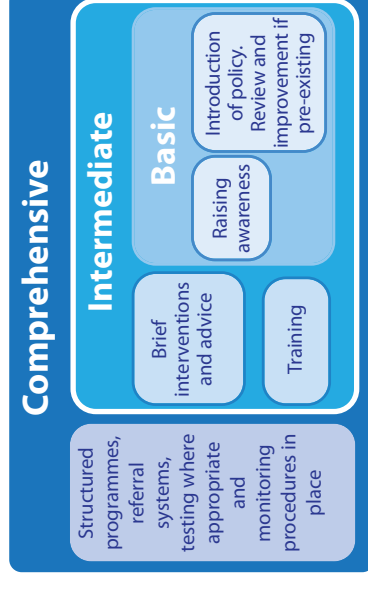 Comprehensive
Structured
programmes,
referral
systems,
testing where
appropriate
and
monitoring
procedures in
place
Intermediate
Brief
interventions
and advice
Training
Basic
Raising
awareness
Introduction
of policy.
Review and
improvement if
pre-existing